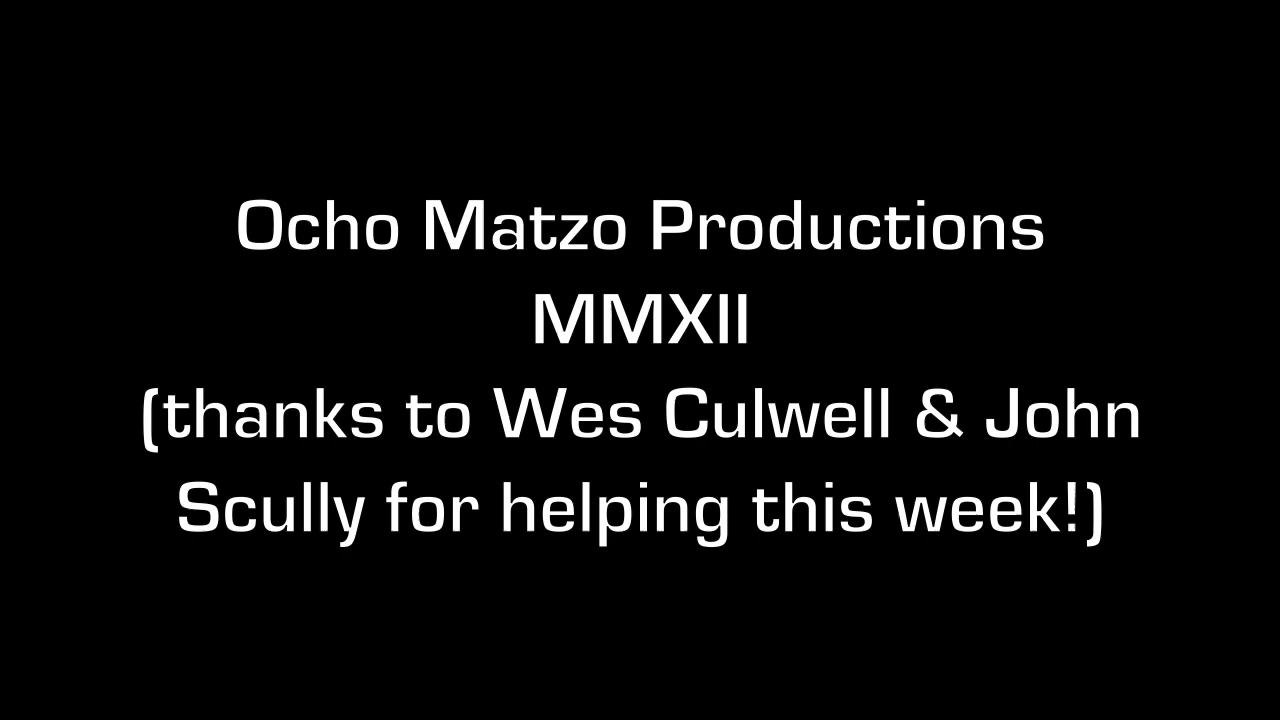 Ocho Matzo Productions
MMXII
(thanks to Wes Culwell & John
Scully for helping this week!)